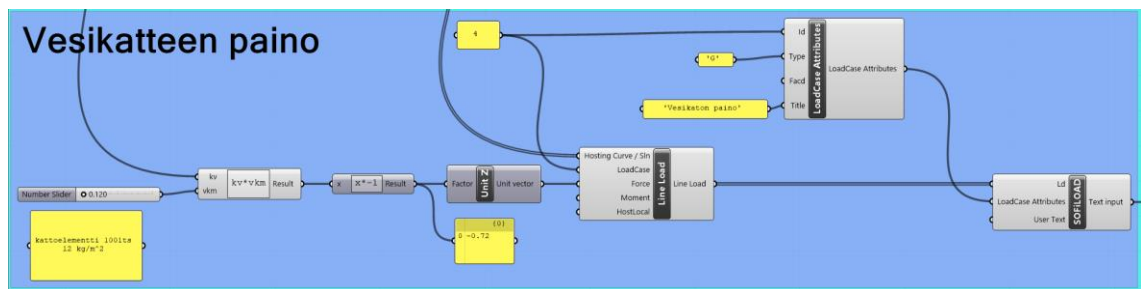 Vesikatteen paino
4
'G'
'Vesikaton paino'
Id
Type
Facd
Title
LoadCase Attributes
LoadCase Attributes
kv
vkm
kv*vkm
Result
Number Slider
0.120
kattoelementti 100lta
12 kg/m^2
x
x*-1
Result
Factor
Unit Z
Unit vector
{0}
0 -0.72
Hosting Curve / Sln
LoadCase
Force
Moment
HostLocal
Line Load
Line Load
Ld
LoadCase Attributes
User Text
SOFiLOAD
Text input